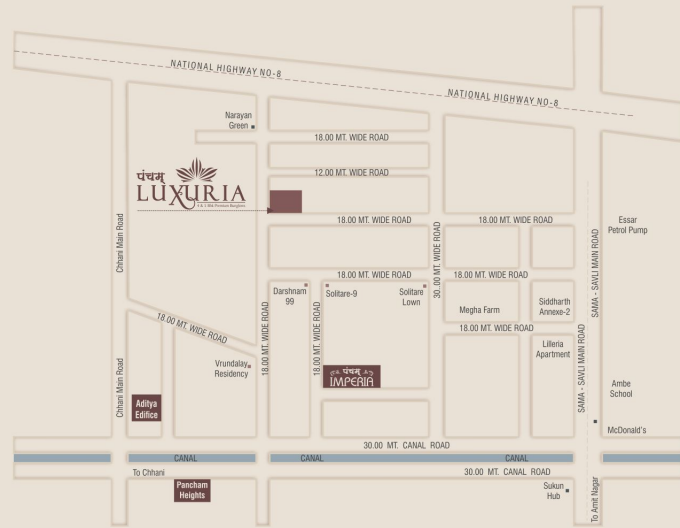 NATIONAL HIGHWAY NO-8
NATIONAL HIGHWAY NO-8
Narayan
Green
18.00 MT. WIDE ROAD
12.00 MT. WIDE ROAD
पंचम्
LUXURIA
18.00 MT. WIDE ROAD
18.00 MT. WIDE ROAD
Essar
Petrol Pump
Chhani Main Road
30..00 MT. WIDE ROAD
SAMA - SAVLI MAIN ROAD
18.00 MT. WIDE ROAD
18.00 MT. WIDE ROAD
Darshnam
99
Solitare-9
Solitare
Lown
Megha Farm
Siddharth
Annexe-2
18.00 MT. WIDE ROAD
18.00 MT. WIDE ROAD
18.00 MT. WIDE ROAD
18.00 MT. WIDE ROAD
Lilleria
Apartment
SAMA - SAVLI MAIN ROAD
Vrundalay
Residency
पंचम्
IMPERIA
Chhani Main Road
Aditya
Edifice
Ambe
School
McDonald's
30.00 MT. CANAL ROAD
CANAL
CANAL
CANAL
To Chhani
30.00 MT. CANAL ROAD
Pancham
Heights
Sukun
Hub
To Amit Nagar